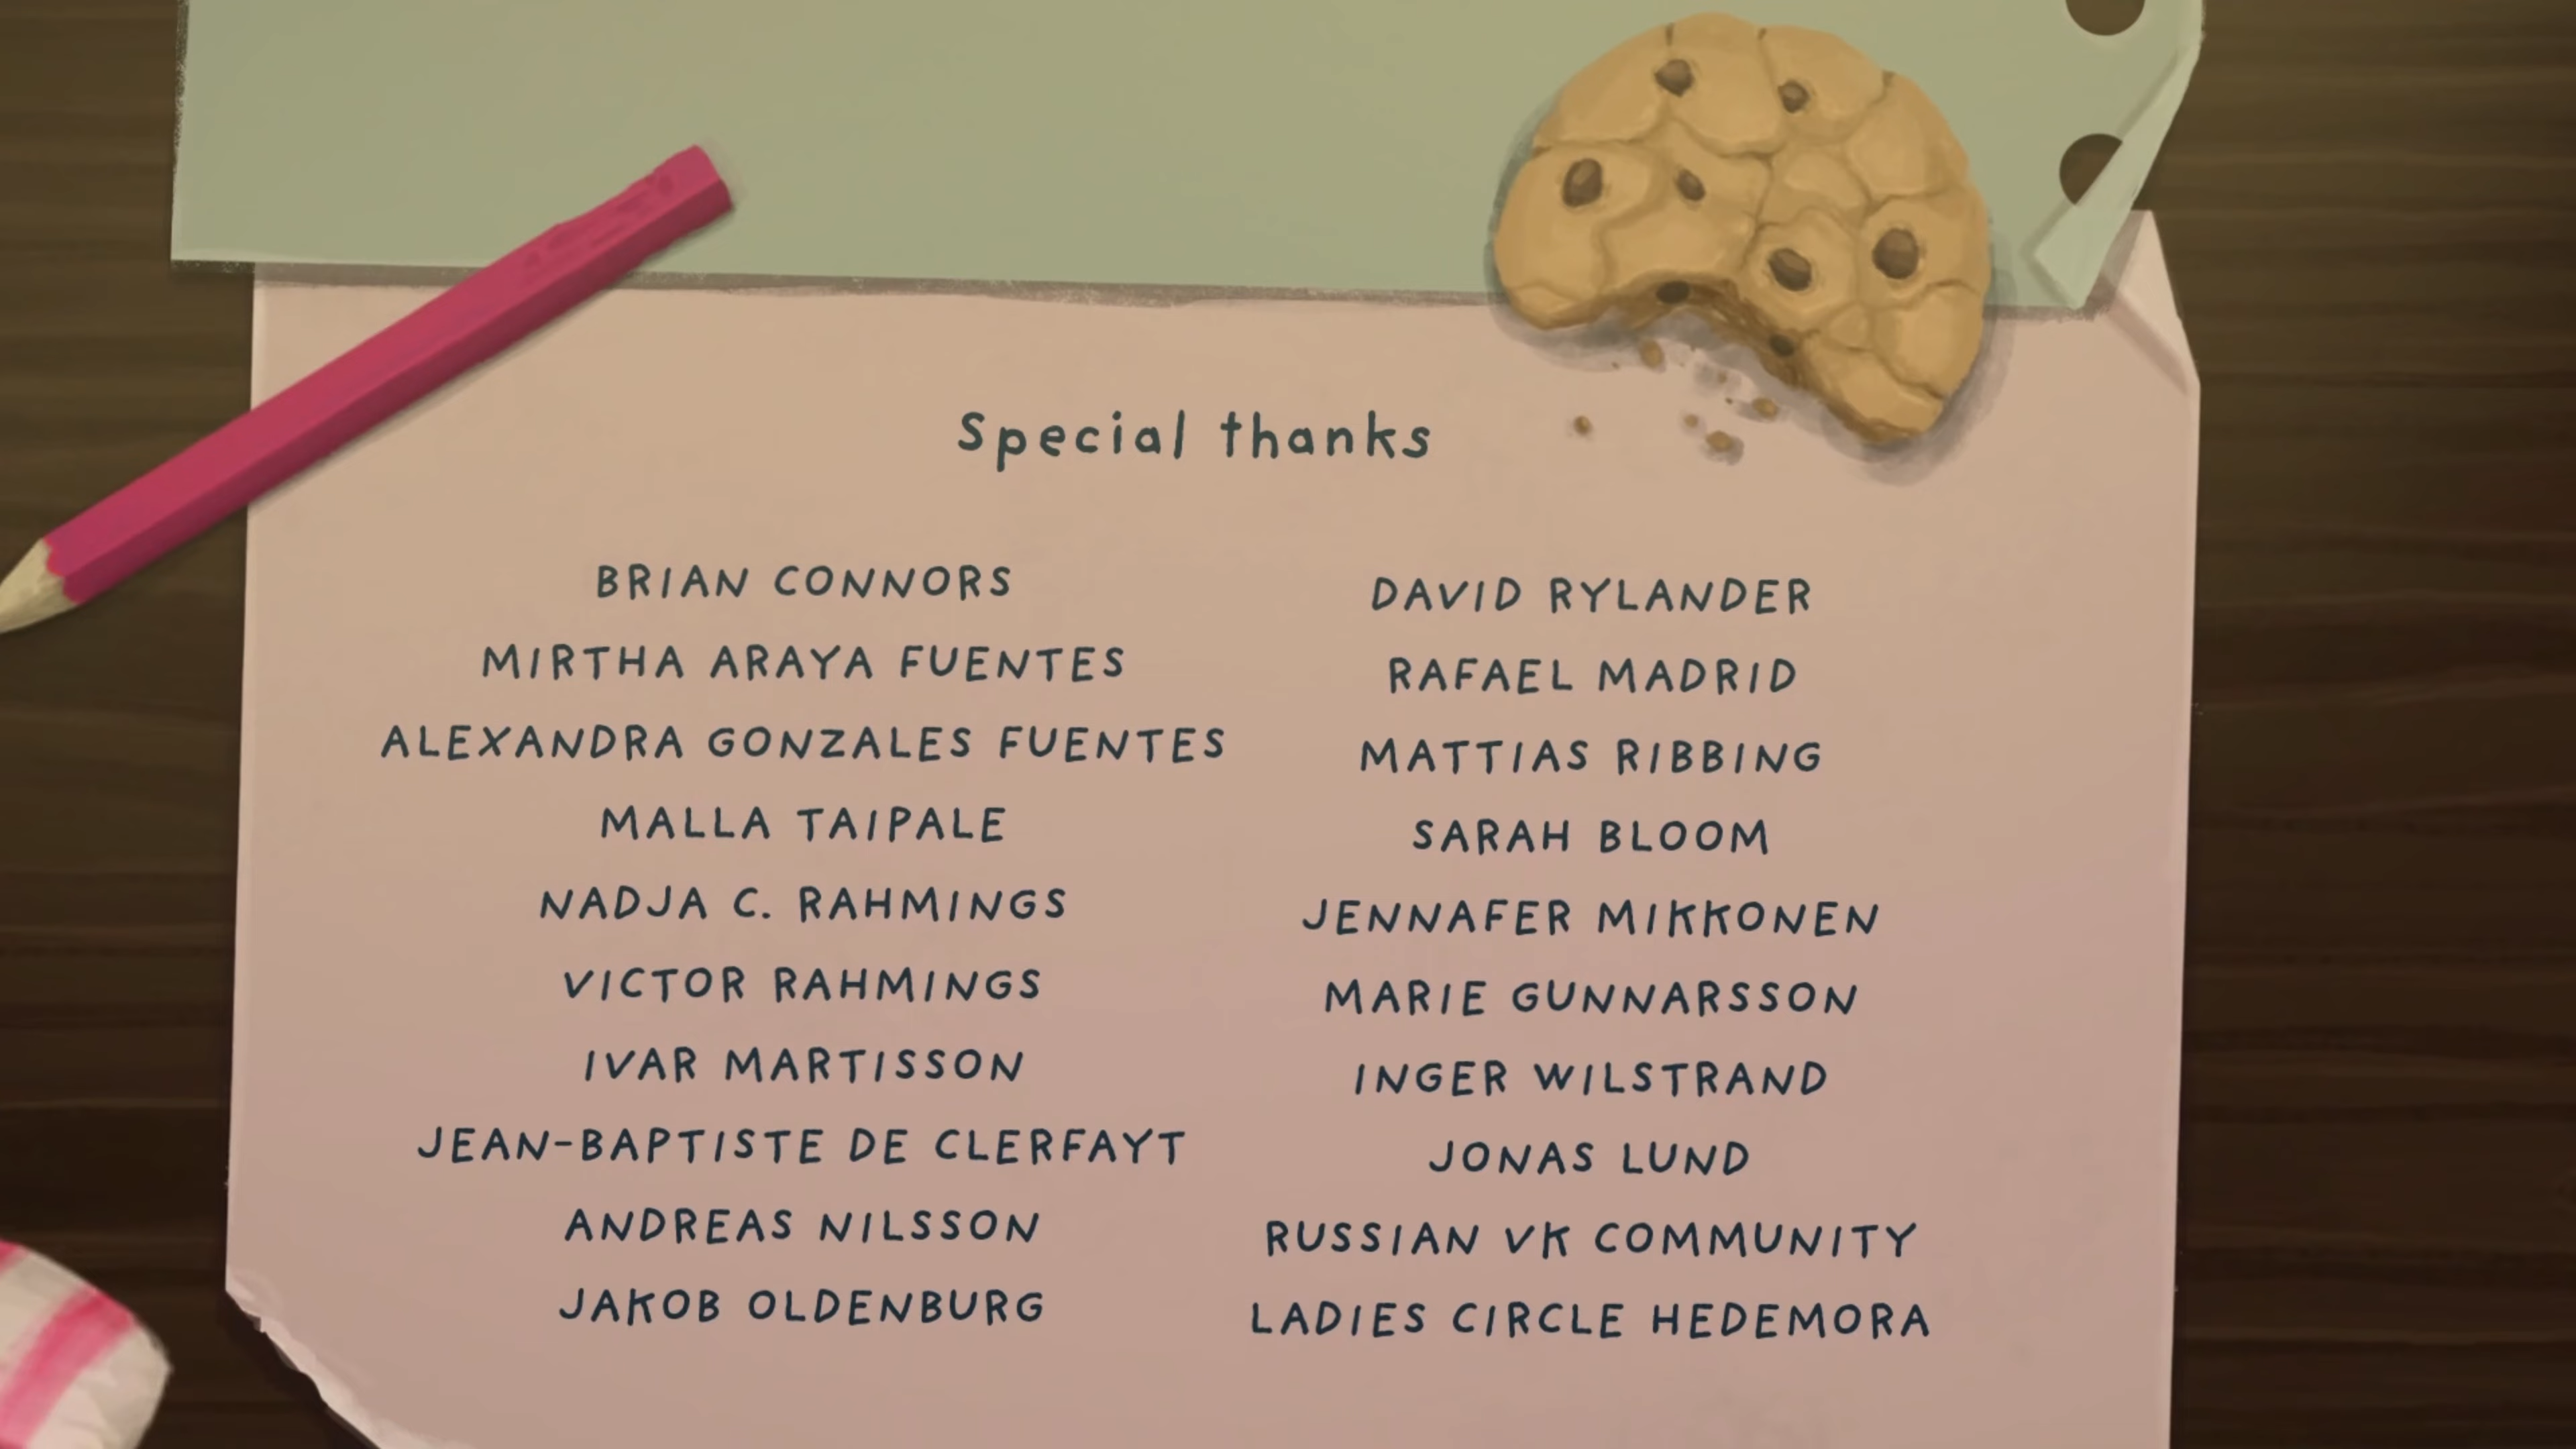 Special thanks
BRIAN CONNORS
MIRTHA ARAYA FUENTES
ALEXANDRA GONZALES FUENTES
MALLA TAIPALE
NADJA C. RAHMINGS
VICTOR RAHMINGS
IVAR MARTISSON
JEAN-BAPTISTE DE CLERFAYT
ANDREAS NILSSON
JAKOB OLDENBURG
DAVID RYLANDER
RAFAEL MADRID
MATTIAS RIBBING
SARAH BLOOM
JENNAFER MIKKONEN
MARIE GUNNARSSON
INGER WILSTRAND
JONAS LUND
RUSSIAN VK COMMUNITY
LADIES CIRCLE HEDEMORA